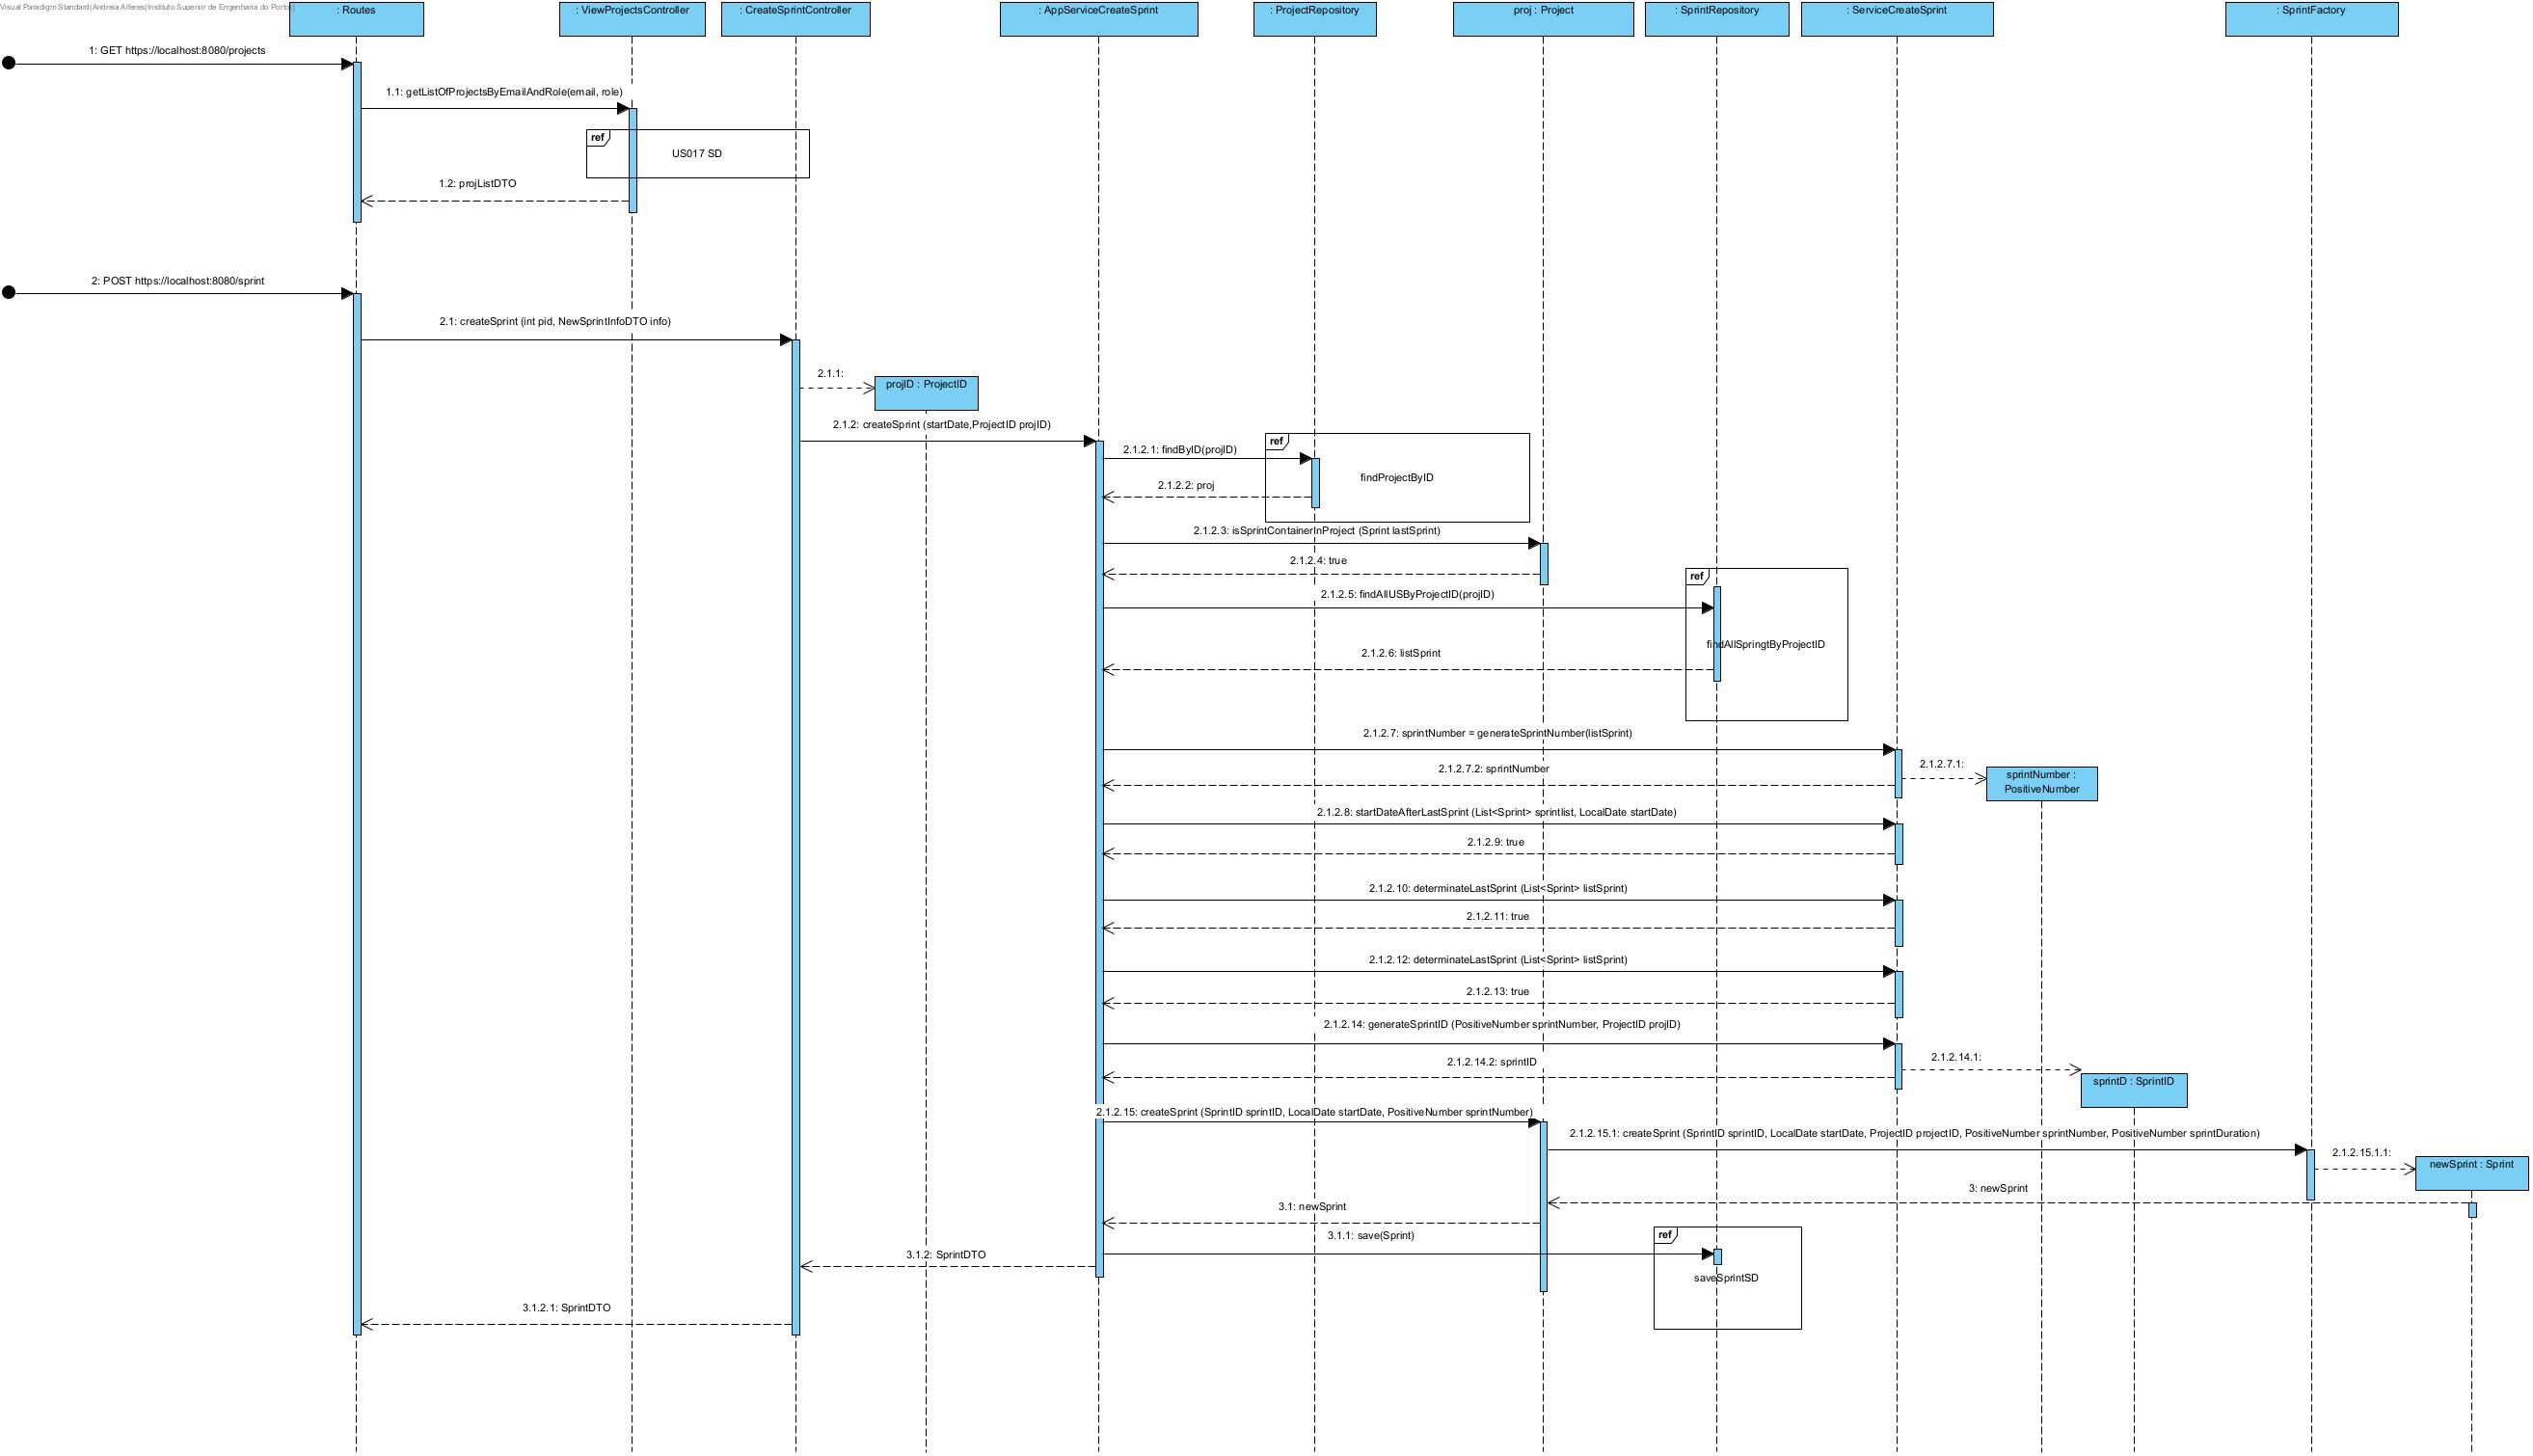 Visual Paradigm Standard(Andreia Alferes(Instituto Superior de Engenharia do Porto))
: Routes
: ViewProjectsController
: CreateSprintController
: AppServiceCreateSprint
: ProjectRepository
proj : Project
: SprintRepository
: ServiceCreateSprint
: SprintFactory
1: GET https://localhost:8080/projects
1.1: getListOfProjectsByEmailAndRole(email, role)
ref
US017 SD
1.2: projListDTO
2: POST https://localhost:8080/sprint
2.1: createSprint (int pid, NewSprintInfoDTO info)
2.1.1:
projID : ProjectID
2.1.2: createSprint (startDate,ProjectID projID)
ref
2.1.2.1: findByID(projID)
findProjectByID
2.1.2.2: proj
2.1.2.3: isSprintContainerInProject (Sprint lastSprint)
2.1.2.4: true
ref
2.1.2.5: findAllUSByProjectID(projID)
findAllSpringtByProjectID
2.1.2.6: listSprint
2.1.2.7: sprintNumber = generateSprintNumber(listSprint)
2.1.2.7.1:
2.1.2.7.2: sprintNumber
sprintNumber :
PositiveNumber
2.1.2.8: startDateAfterLastSprint (List<Sprint> sprintlist, LocalDate startDate)
2.1.2.9: true
2.1.2.10: determinateLastSprint (List<Sprint> listSprint)
2.1.2.11: true
2.1.2.12: determinateLastSprint (List<Sprint> listSprint)
2.1.2.13: true
2.1.2.14: generateSprintID (PositiveNumber sprintNumber, ProjectID projID)
2.1.2.14.1:
2.1.2.14.2: sprintID
sprintD : SprintID
2.1.2.15: createSprint (SprintID sprintID, LocalDate startDate, PositiveNumber sprintNumber)
2.1.2.15.1: createSprint (SprintID sprintID, LocalDate startDate, ProjectID projectID, PositiveNumber sprintNumber, PositiveNumber sprintDuration)
2.1.2.15.1.1:
newSprint : Sprint
3: newSprint
3.1: newSprint
3.1.1: save(Sprint)
ref
3.1.2: SprintDTO
saveSprintSD
3.1.2.1: SprintDTO